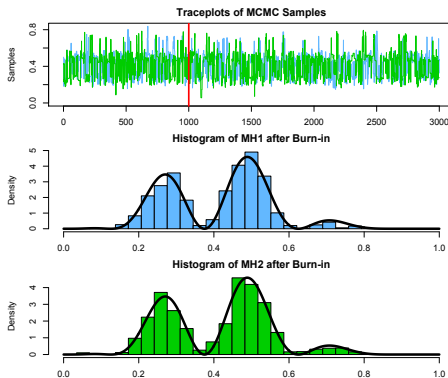 Traceplots of MCMC Samples
Samples
0.0 0.4 0.8
0 500 1000 1500 2000 2500 3000
Histogram of MH1 after Burn-in
Density
0 1 2 3 4 5
0.0 0.2 0.4 0.6 0.8 1.0
Histogram of MH2 after Burn-in
Density
0 1 2 3 4
0.0 0.2 0.4 0.6 0.8 1.0